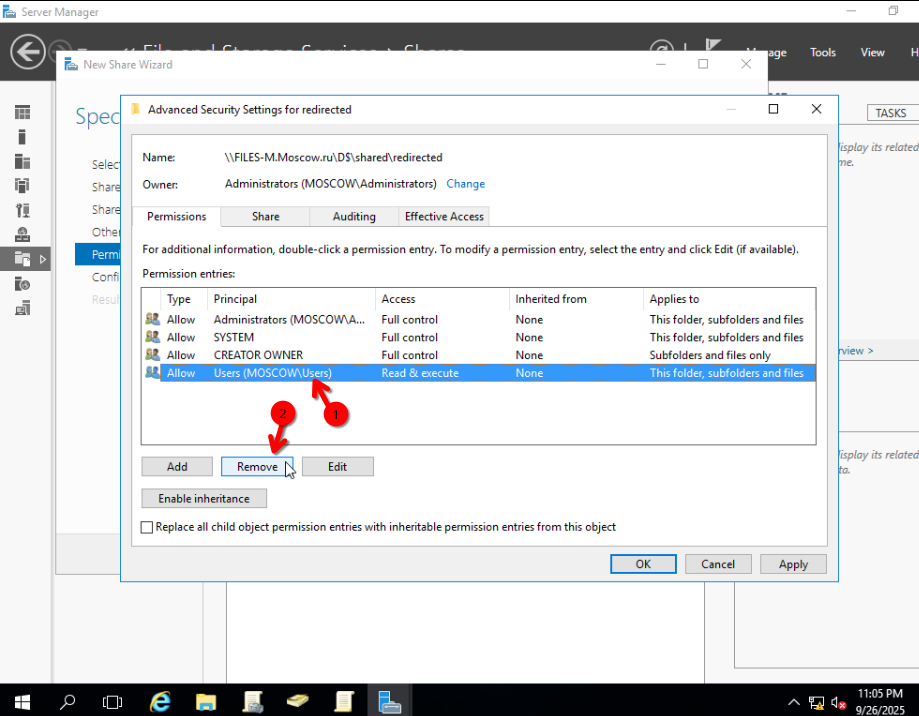 Server Manager
File and Storage Services
Shares
Manage
Tools
View
H
New Share Wizard
TASKS
Spec
Advanced Security Settings for redirected
isplay its related
me.
Name: \\FILES-M.Moscow.ru\D$\shared\redirected
Selec
Owner: Administrators (MOSCOW\Administrators) Change
Share
Share
Permissions Share Auditing Effective Access
Other
For additional information, double-click a permission entry. To modify a permission entry, select the entry and click Edit (if available).
Permi
Permission entries:
Confi
Resul
Type Principal Access Inherited from Applies to
Allow Administrators (MOSCOW\A... Full control None This folder, subfolders and files
Allow SYSTEM Full control None This folder, subfolders and files
Allow CREATOR OWNER Full control None Subfolders and files only
rview >
Allow Users (MOSCOW\Users) Read & execute None This folder, subfolders and files
2
1
isplay its related
ta.
Add Remove Edit
Enable inheritance
Replace all child object permission entries with inheritable permission entries from this object
OK Cancel Apply
11:05 PM
9/26/2025